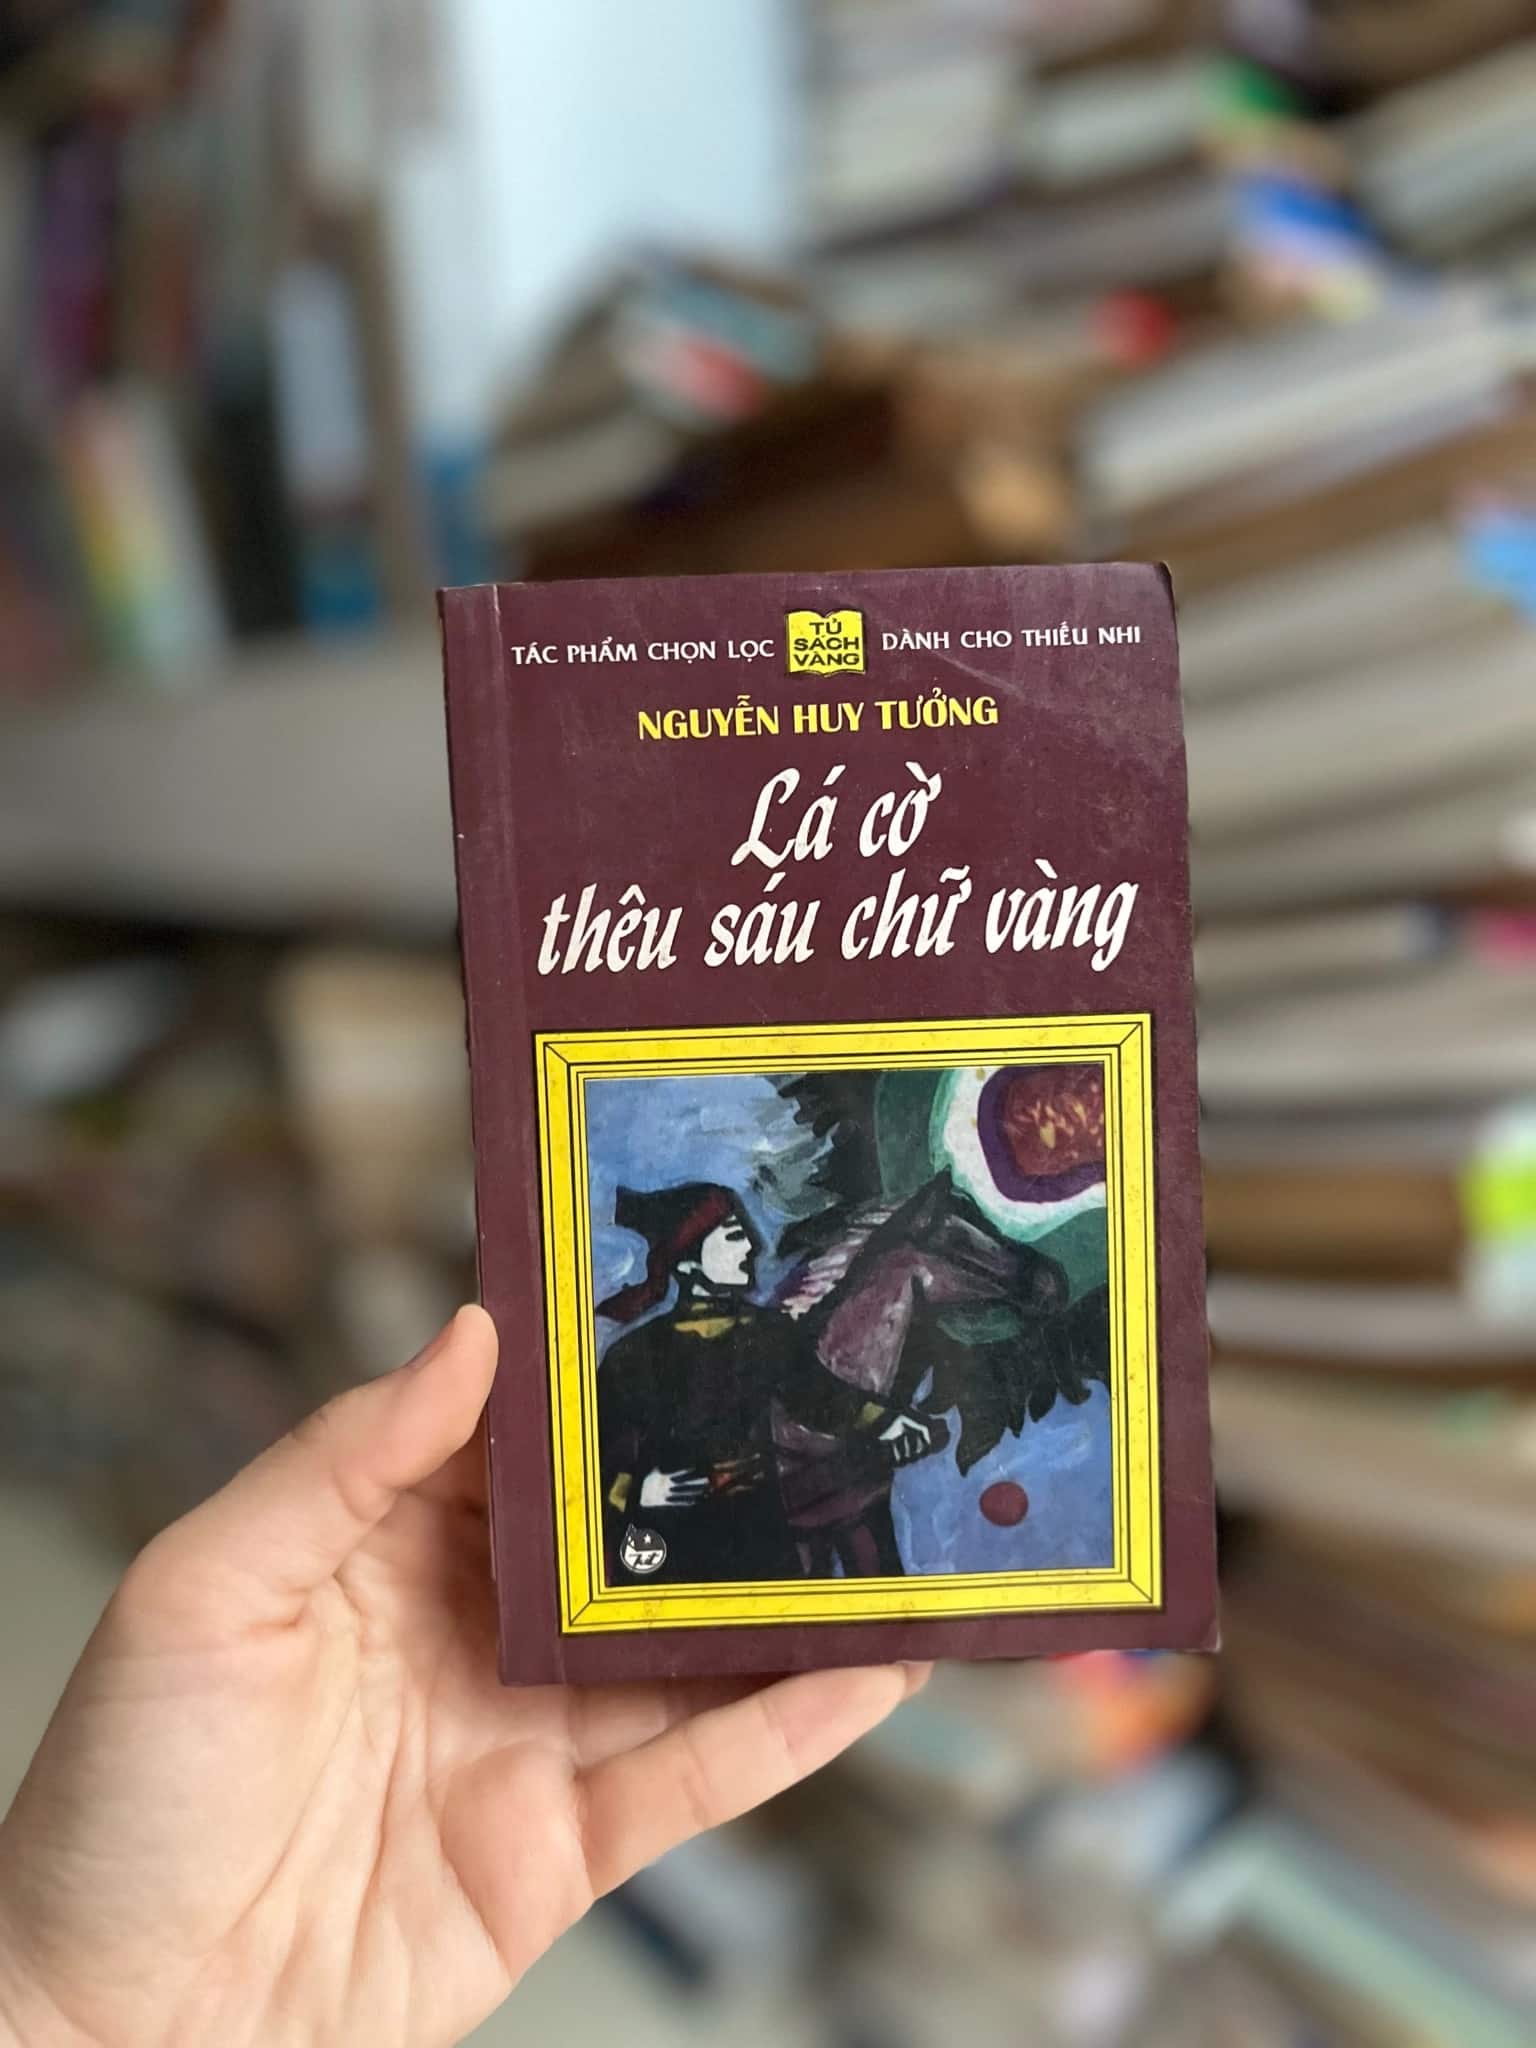 TÁC PHẨM CHỌN LỌC TỦ SÁCH VÀNG DÀNH CHO THIẾU NHI
NGUYỄN HUY TƯỞNG
Lá cờ
thêu sáu chữ vàng